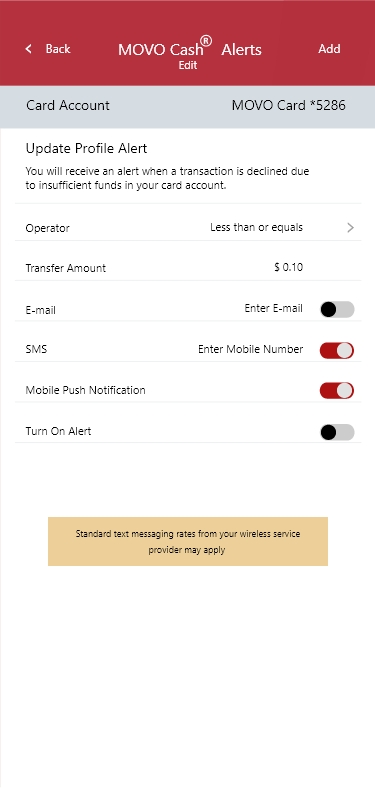 Back
MOVO Cash® Alerts
Add
Edit
Card Account
MOVO Card *5286
Update Profile Alert
You will receive an alert when a transaction is declined due
to insufficient funds in your card account.
Operator
Less than or equals
Transfer Amount
$ 0.10
E-mail
Enter E-mail
SMS
Enter Mobile Number
Mobile Push Notification
Turn On Alert
Standard text messaging rates from your wireless service
provider may apply